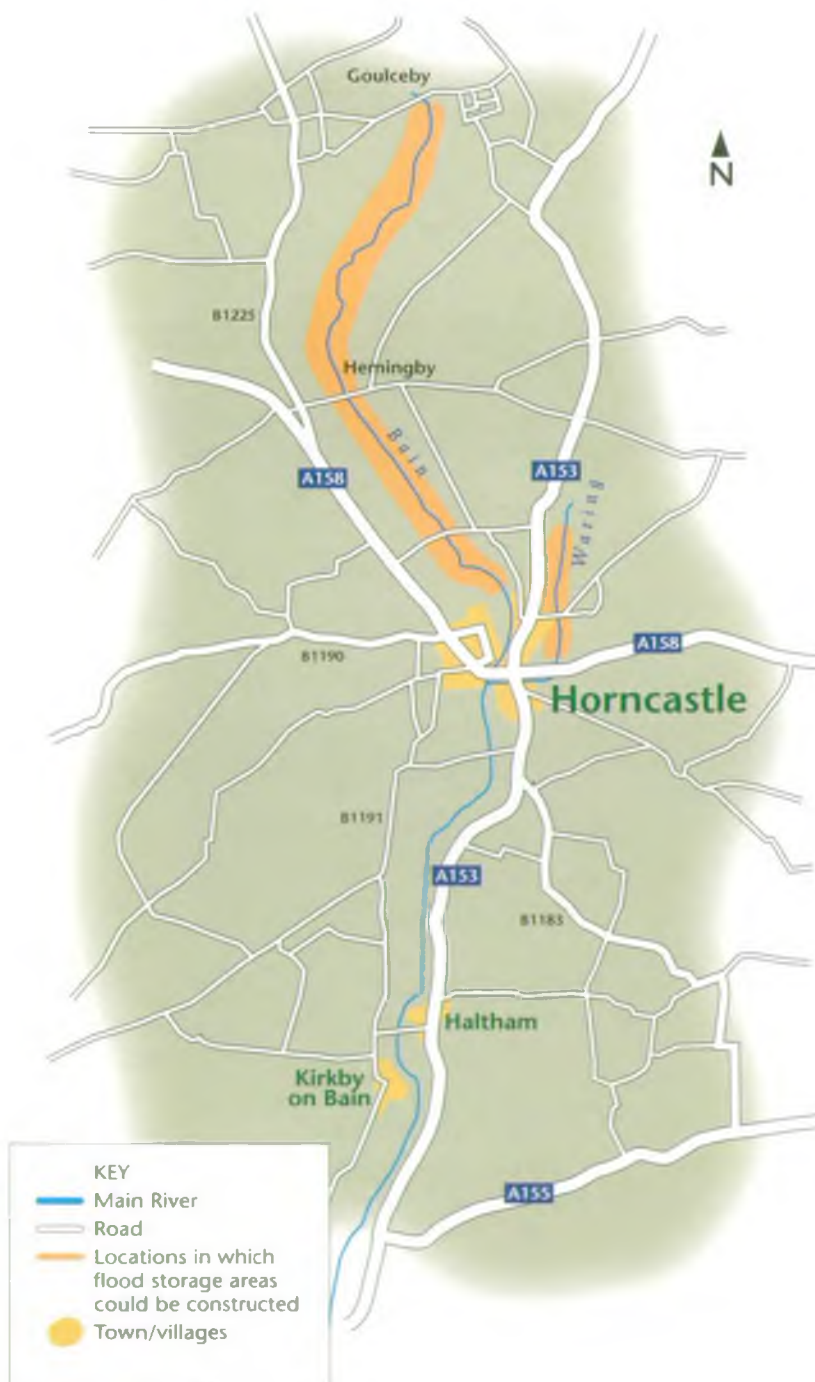 Goulceby
N
B1225
Hemingby
Bain
A158
A153
Waring
A158
B1190
Horncastle
B1191
A153
B1183
Haltham
Kirkby
on Bain
A155
KEY
Main River
Road
Locations in which
flood storage areas
could be constructed
Town/villages